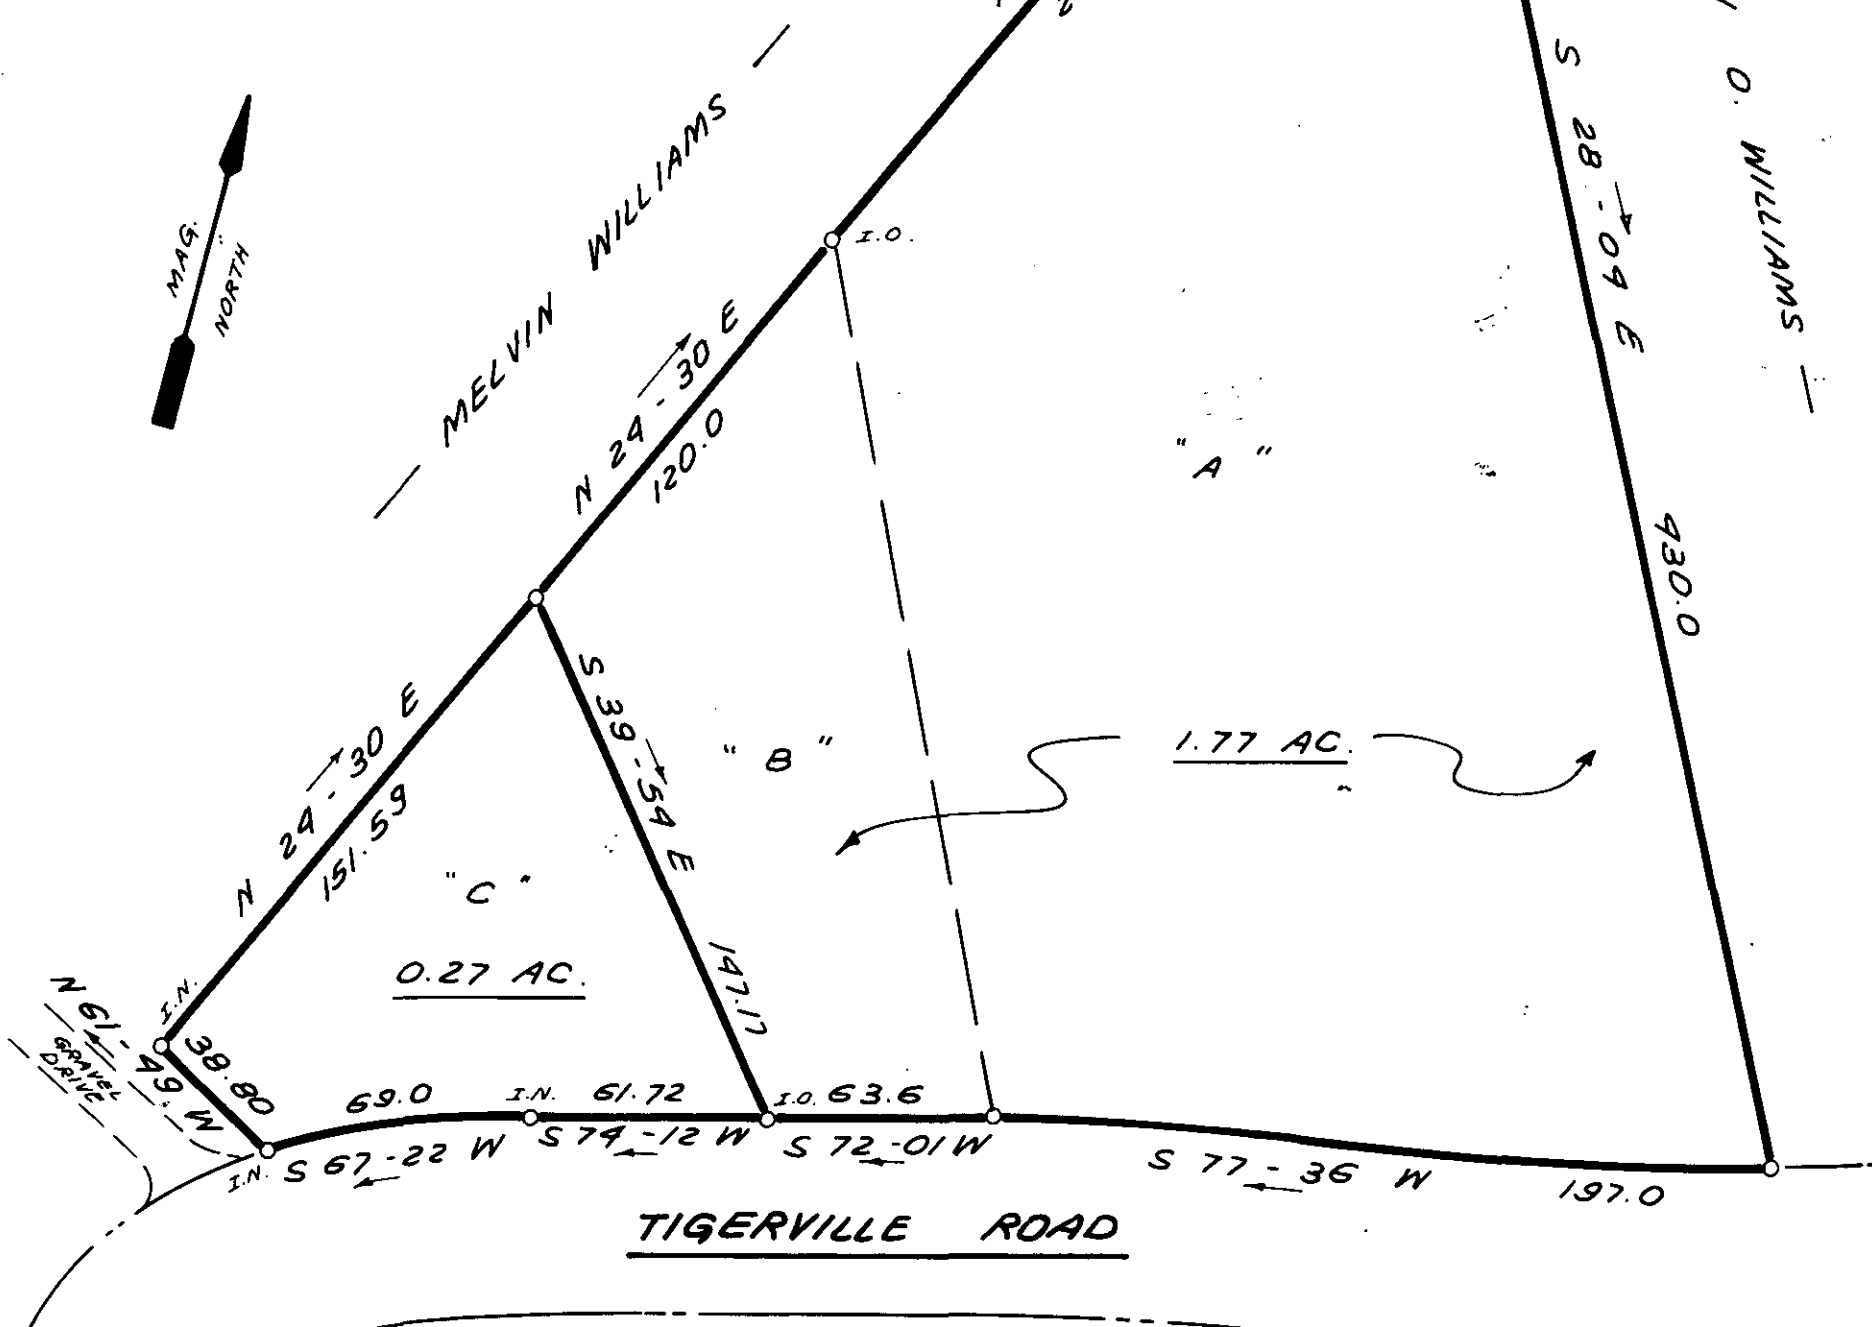 O. WILLIAMS
S 28-09 E
MELVIN WILLIAMS
MAG. NORTH
I.O.
N 24-30 E
120.0
"A"
930.0
S 39-54 E
N 24-30 E
151.59
"B"
1.77 AC.
"C"
0.27 AC.
147.17
I.N.
N 61-49 W
38.80
GRAVEL
DRIVE
69.0
I.N.
61.72
I.O.
63.6
I.N.
S 67-22 W
S 74-12 W
S 72-01 W
S 77-36 W
197.0
TIGERVILLE ROAD